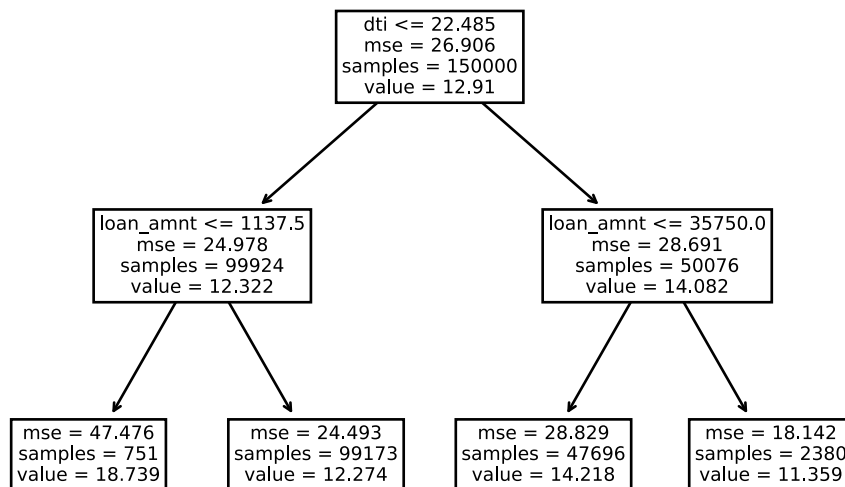 dti <= 22.485
mse = 26.906
samples = 150000
value = 12.91
loan_amnt <= 1137.5
mse = 24.978
samples = 99924
value = 12.322
loan_amnt <= 35750.0
mse = 28.691
samples = 50076
value = 14.082
mse = 47.476
samples = 751
value = 18.739
mse = 24.493
samples = 99173
value = 12.274
mse = 28.829
samples = 47696
value = 14.218
mse = 18.142
samples = 2380
value = 11.359